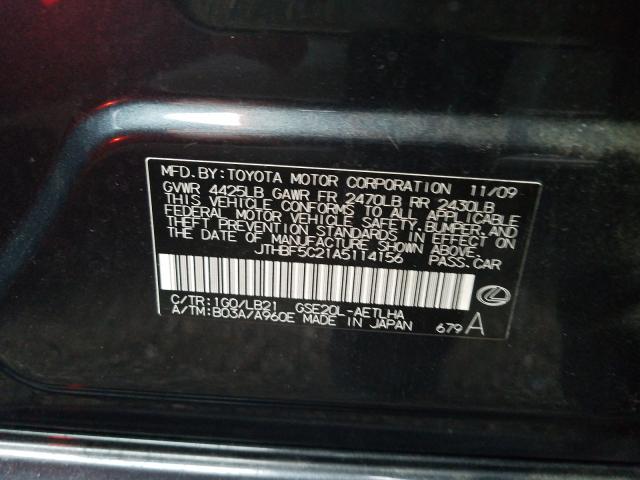 MFD. BY: TOYOTA MOTOR CORPORATION 11/09
GVWR 4425LB GAWR FR 2470LB RR 2430LB
THIS VEHICLE CONFORMS TO ALL APPLICABLE
FEDERAL MOTOR VEHICLE SAFETY, BUMPER, AND
THEFT PREVENTION STANDARDS IN EFFECT ON
THE DATE OF MANUFACTURE SHOWN ABOVE.
JTHBF5C21A5114156 PASS. CAR
C/TR: 1G0/LB21 GSE20L-AETLHA
A/TM: B03A/A960E MADE IN JAPAN 679 A